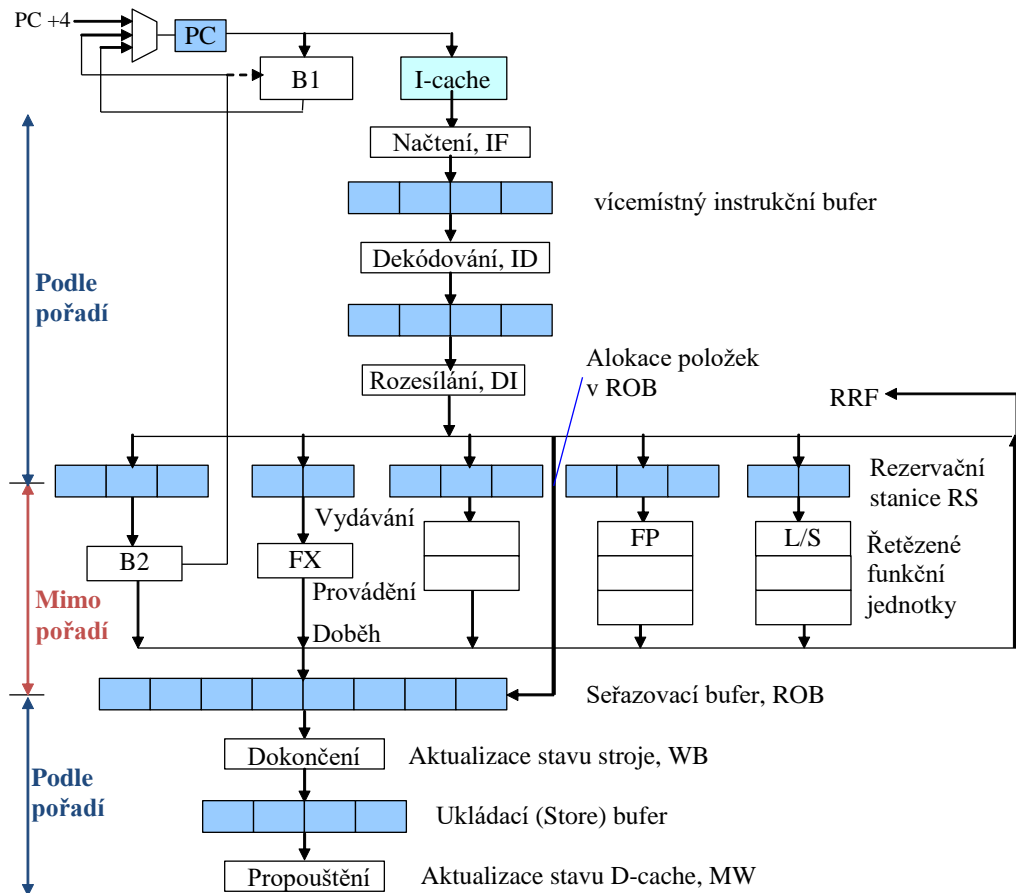 PC +4
PC
B1
I-cache
Načtení, IF
vícemístný instrukční bufer
Dekódování, ID
Podle
pořadí
Rozesílání, DI
Alokace položek
v ROB
RRF
Rezervační
stanice RS
Vydávání
B2
FX
FP
L/S
Řetězené
funkční
jednotky
Provádění
Mimo
pořadí
Doběh
Seřazovací bufer, ROB
Dokončení
Aktualizace stavu stroje, WB
Podle
pořadí
Ukládací (Store) bufer
Propouštění
Aktualizace stavu D-cache, MW